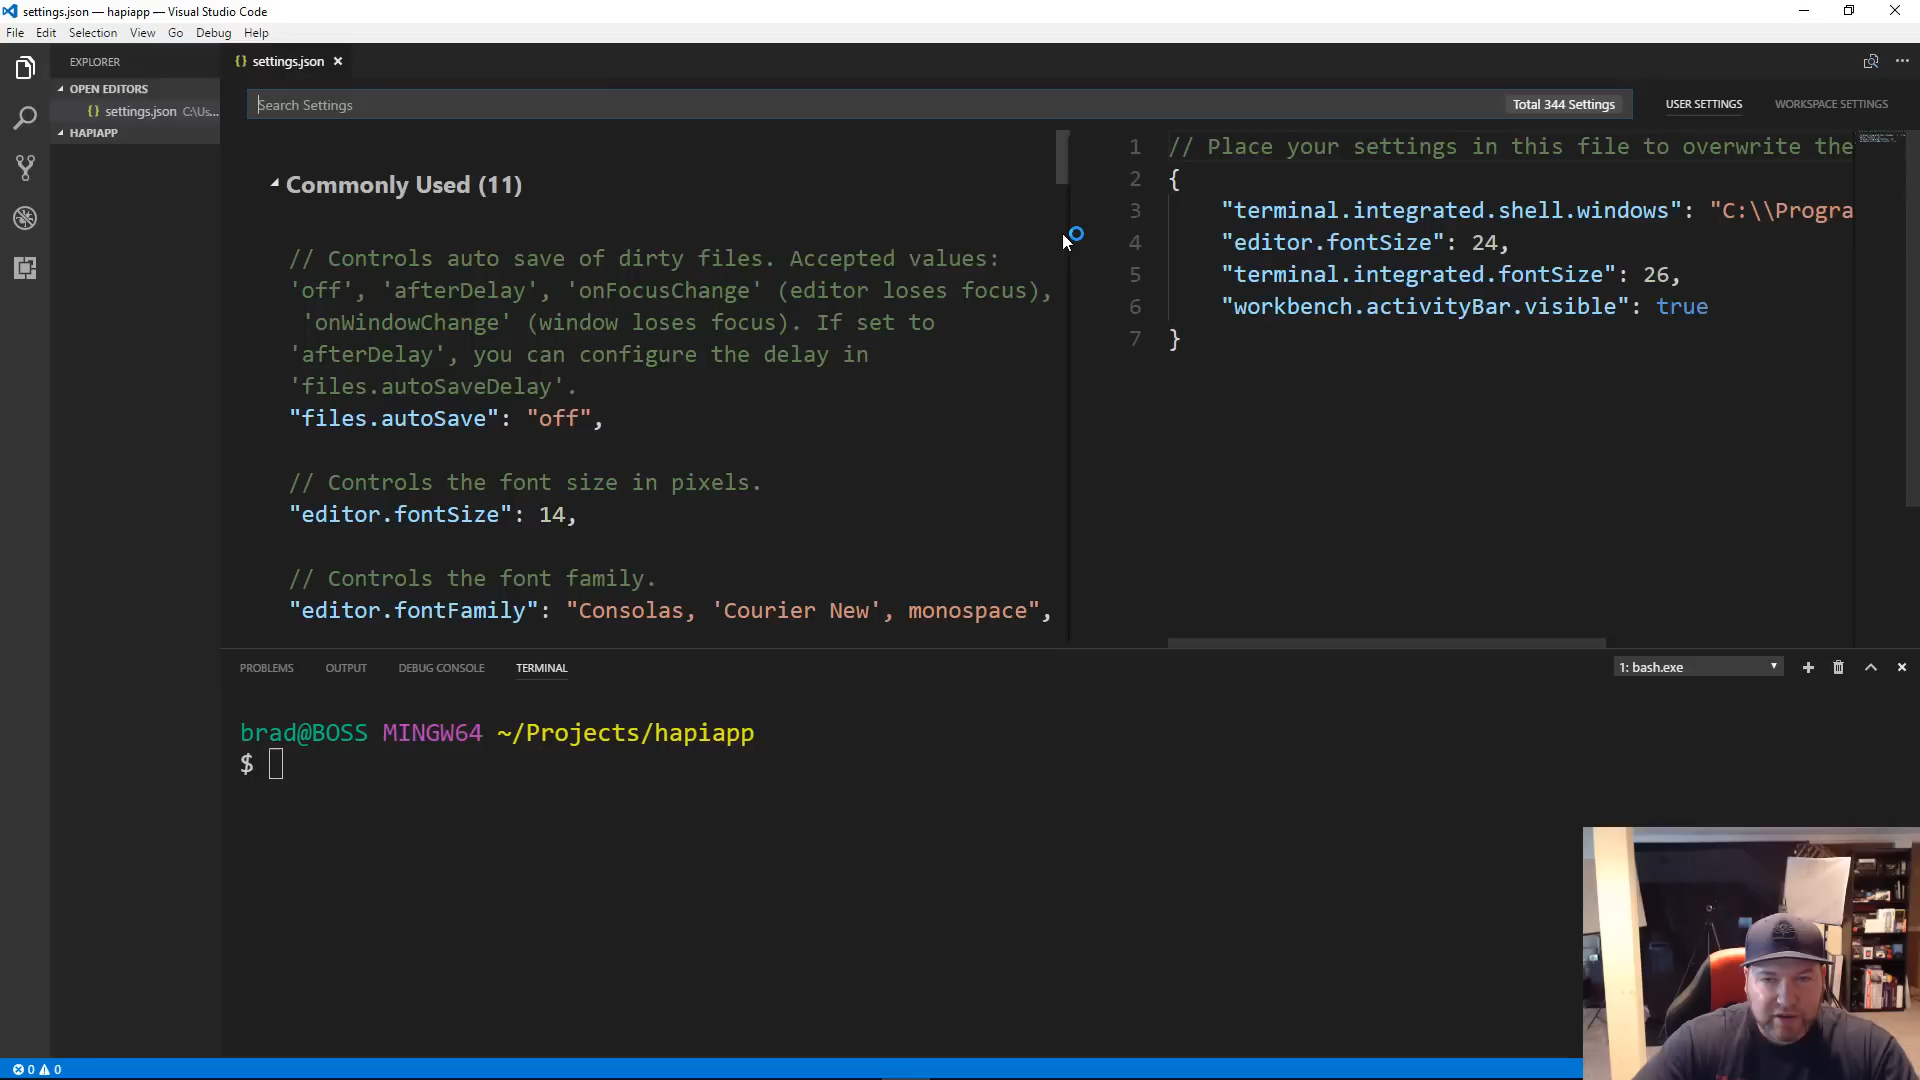 settings.json — hapiapp — Visual Studio Code
File Edit Selection View Go Debug Help
EXPLORER
OPEN EDITORS
{} settings.json C:\Us...
HAPIAPP
{} settings.json
Search Settings
Total 344 Settings
USER SETTINGS
WORKSPACE SETTINGS
Commonly Used (11)
// Controls auto save of dirty files. Accepted values:
'off', 'afterDelay', 'onFocusChange' (editor loses focus),
'onWindowChange' (window loses focus). If set to
'afterDelay', you can configure the delay in
'files.autoSaveDelay'.
"files.autoSave": "off",
// Controls the font size in pixels.
"editor.fontSize": 14,
// Controls the font family.
"editor.fontFamily": "Consolas, 'Courier New', monospace",
1 // Place your settings in this file to overwrite the
2 {
3 "terminal.integrated.shell.windows": "C:\\Progra
4 "editor.fontSize": 24,
5 "terminal.integrated.fontSize": 26,
6 "workbench.activityBar.visible": true
7 }
PROBLEMS OUTPUT DEBUG CONSOLE TERMINAL
1: bash.exe
brad@BOSS MINGW64 ~/Projects/hapiapp
$
0 0